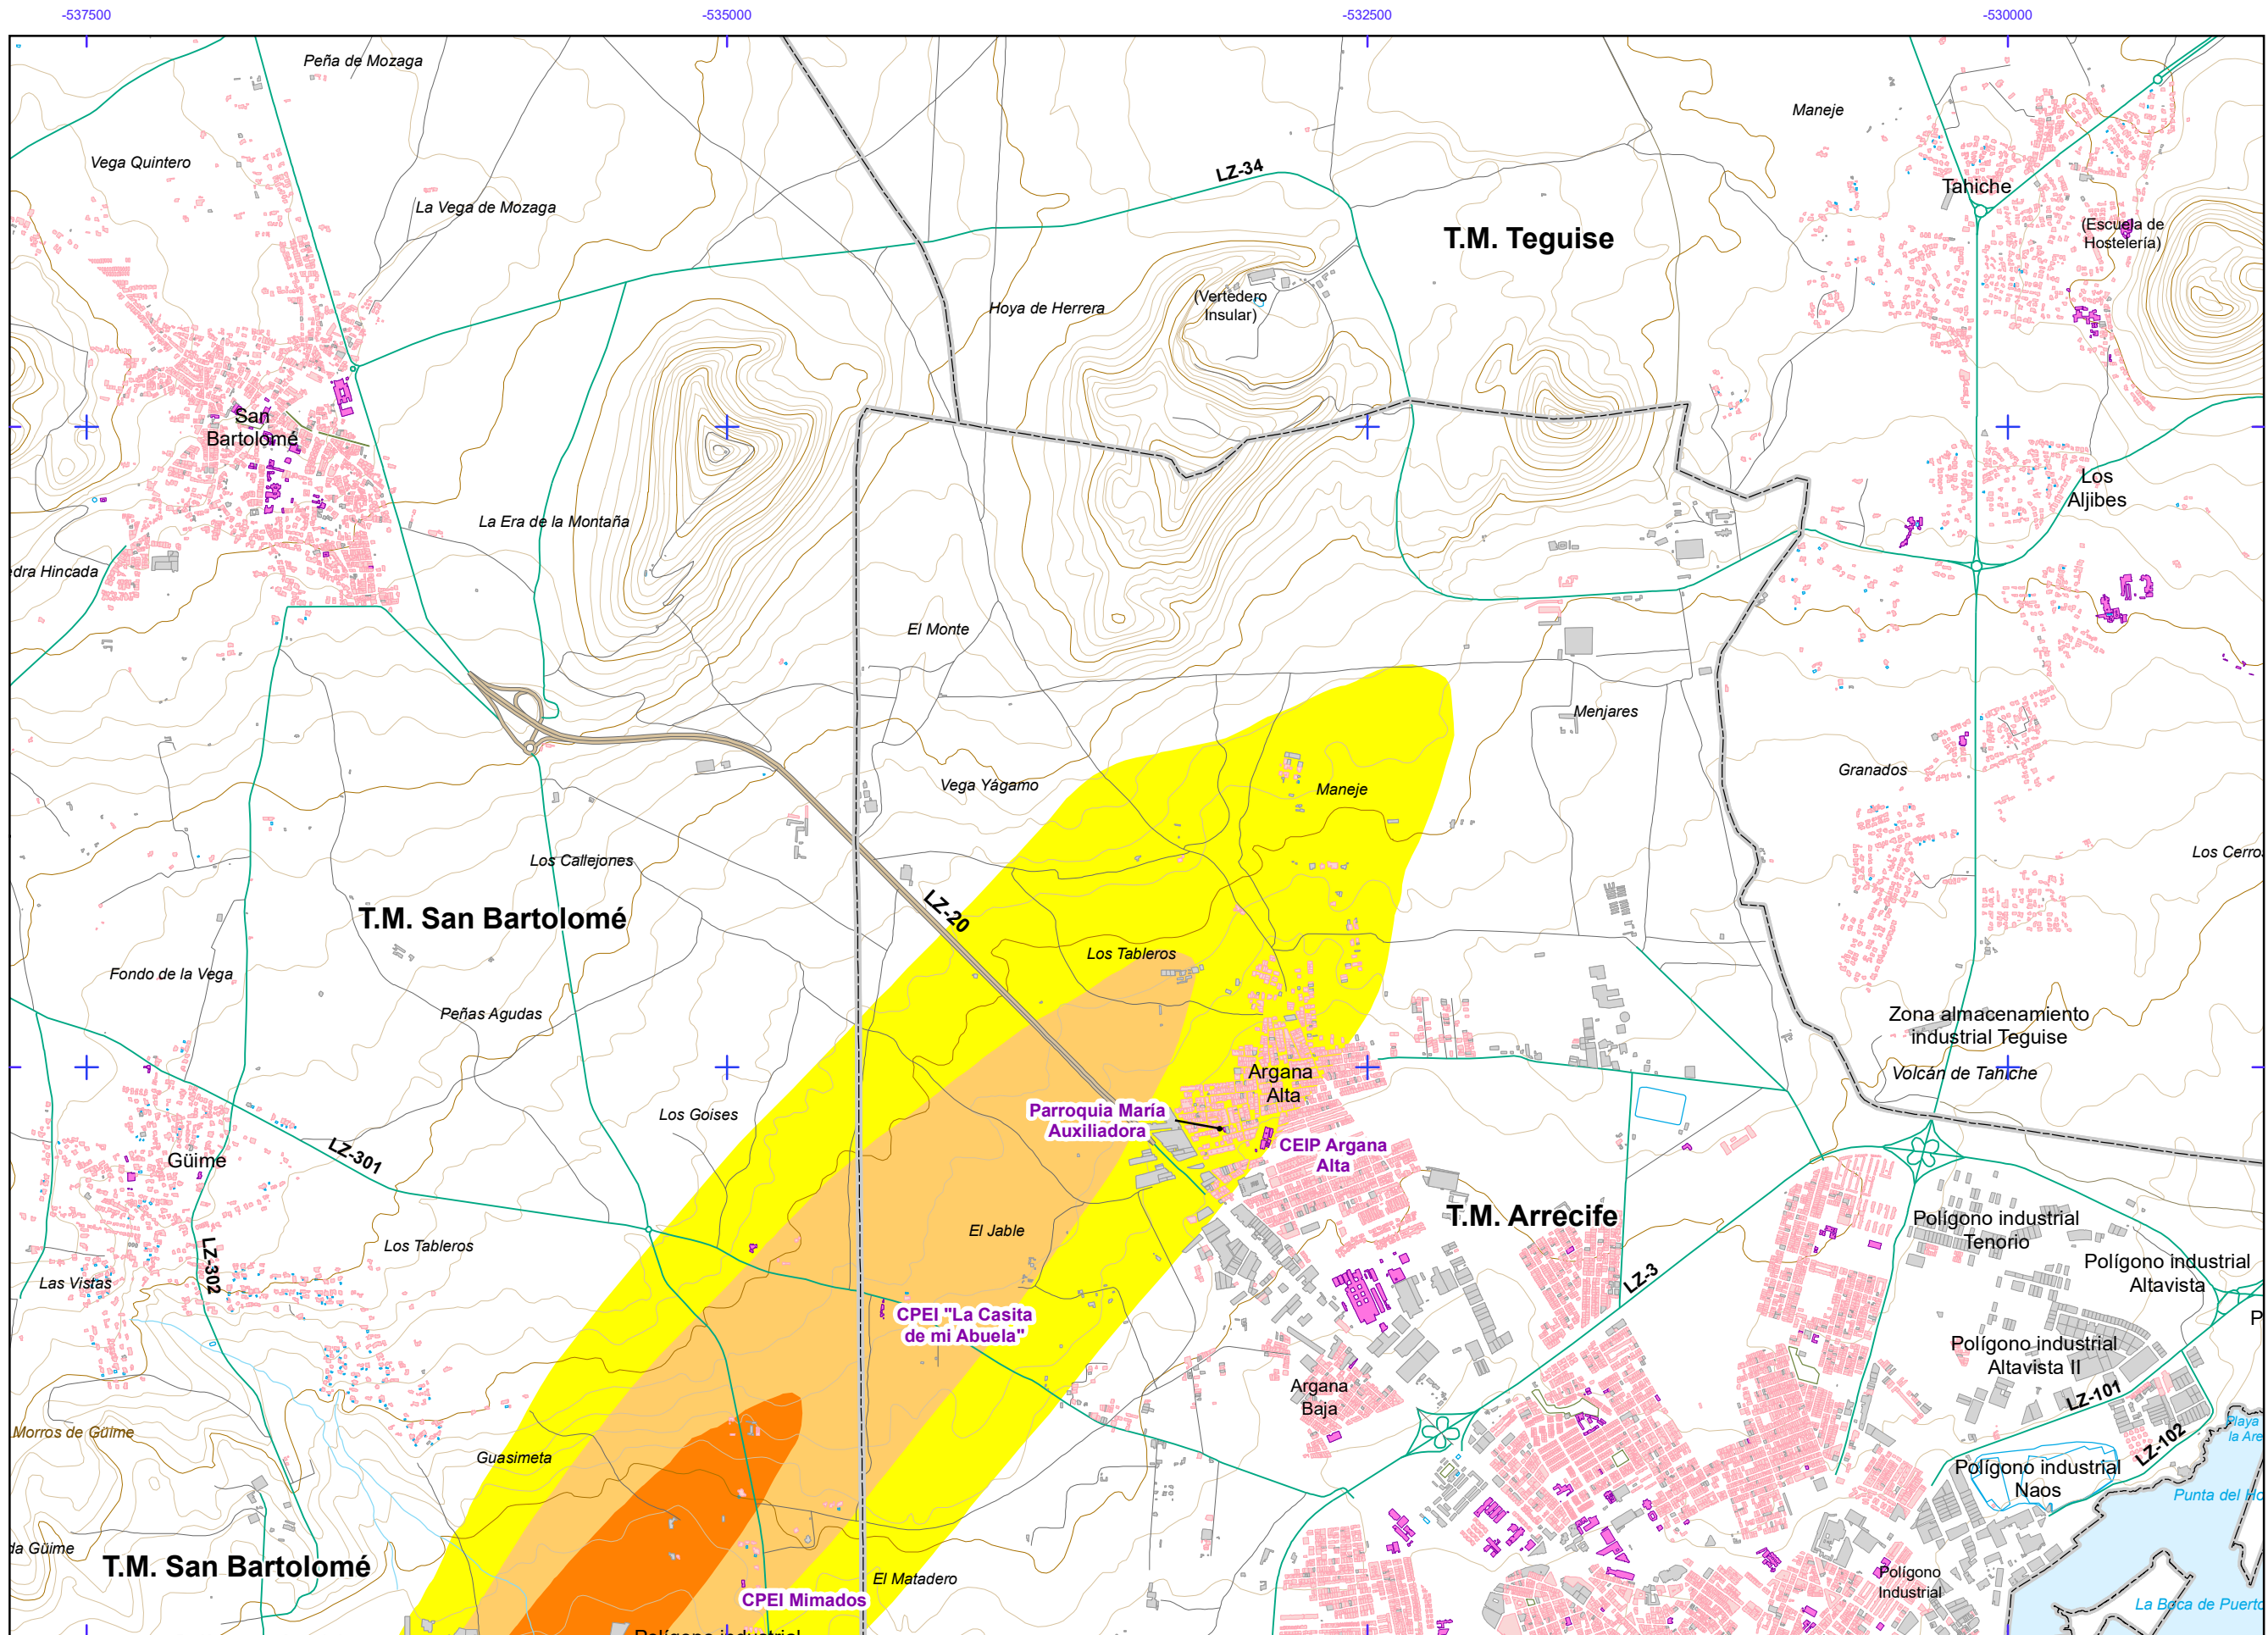 -537500
-535000
-532500
-530000
Peña de Mozaga
Maneje
Vega Quintero
LZ-34
Tahiche
La Vega de Mozaga
T.M. Teguise
(Escuela de
Hostelería)
Hoya de Herrera
(Vertedero
Insular)
San
Bartolomé
La Era de la Montaña
Los
Aljibes
edra Hincada
El Monte
Menjares
Vega Yágamo
Maneje
Granados
Los Callejones
Los Cerro
T.M. San Bartolomé
LZ-20
Los Tableros
Fondo de la Vega
Peñas Agudas
Zona almacenamiento
industrial Teguise
Argana
Alta
Volcán de Tahiche
Los Goises
Parroquia María
Auxiliadora
CEIP Argana
Alta
LZ-301
Güime
T.M. Arrecife
El Jable
Polígono industrial
Tenorio
Los Tableros
LZ-302
Las Vistas
LZ-3
Polígono industrial
Altavista
CPEI "La Casita
de mi Abuela"
P
Polígono industrial
Altavista II
Argana
Baja
LZ-101
Morros de Güime
Playa
la Are
LZ-102
Guasimeta
Polígono industrial
Naos
Punta del Ho
da Güime
T.M. San Bartolomé
El Matadero
CPEI Mimados
Polígono
Industrial
La Boca de Puerto
Polígono industrial